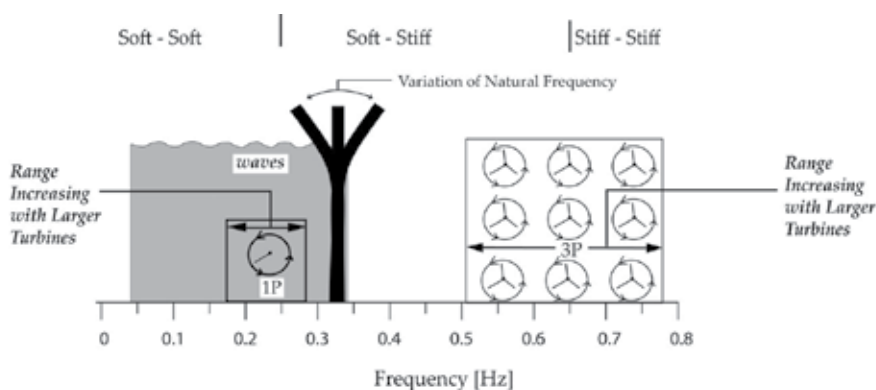 Soft - Soft
Soft - Stiff
Stiff - Stiff
Variation of Natural Frequency
waves
Range
Increasing
with Larger
Turbines
Range
Increasing
with Larger
Turbines
1P
3P
0 0.1 0.2 0.3 0.4 0.5 0.6 0.7 0.8
Frequency [Hz]